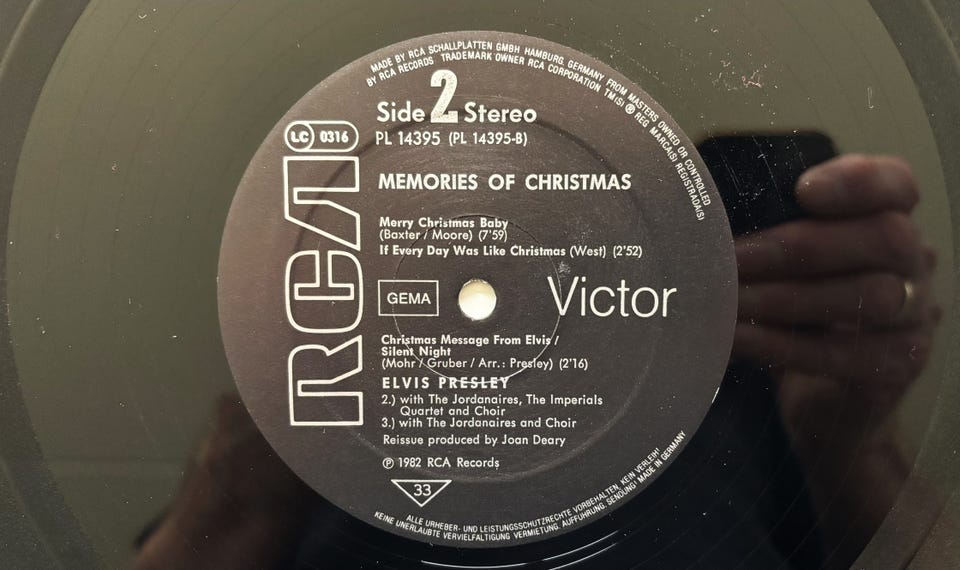 MADE BY RCA SCHALLPLATTEN GMBH HAMBURG, GERMANY FROM MASTERS OWNED OR CONTROLLED
BY RCA RECORDS TRADEMARK OWNER RCA CORPORATION TM(S) ® REG MARCA(S) REGISTRADA(S)
Side 2 Stereo
PL 14395 (PL 14395-B)
LC 0316
RCA
MEMORIES OF CHRISTMAS
Merry Christmas Baby
(Baxter / Moore) (7'59)
If Every Day Was Like Christmas (West) (2'52)
GEMA
Victor
Christmas Message From Elvis /
Silent Night
(Mohr / Gruber / Arr.: Presley) (2'16)
ELVIS PRESLEY
2.) with The Jordanaires, The Imperials
Quartet and Choir
3.) with The Jordanaires and Choir
Reissue produced by Joan Deary
℗ 1982 RCA Records
33
ALLE URHEBER- UND LEISTUNGSSCHUTZRECHTE VORBEHALTEN, KEIN VERLEIH!
KEINE UNERLAUBTE VERVIELFÄLTIGUNG VERMIETUNG, AUFFÜHRUNG, SENDUNG! MADE IN GERMANY